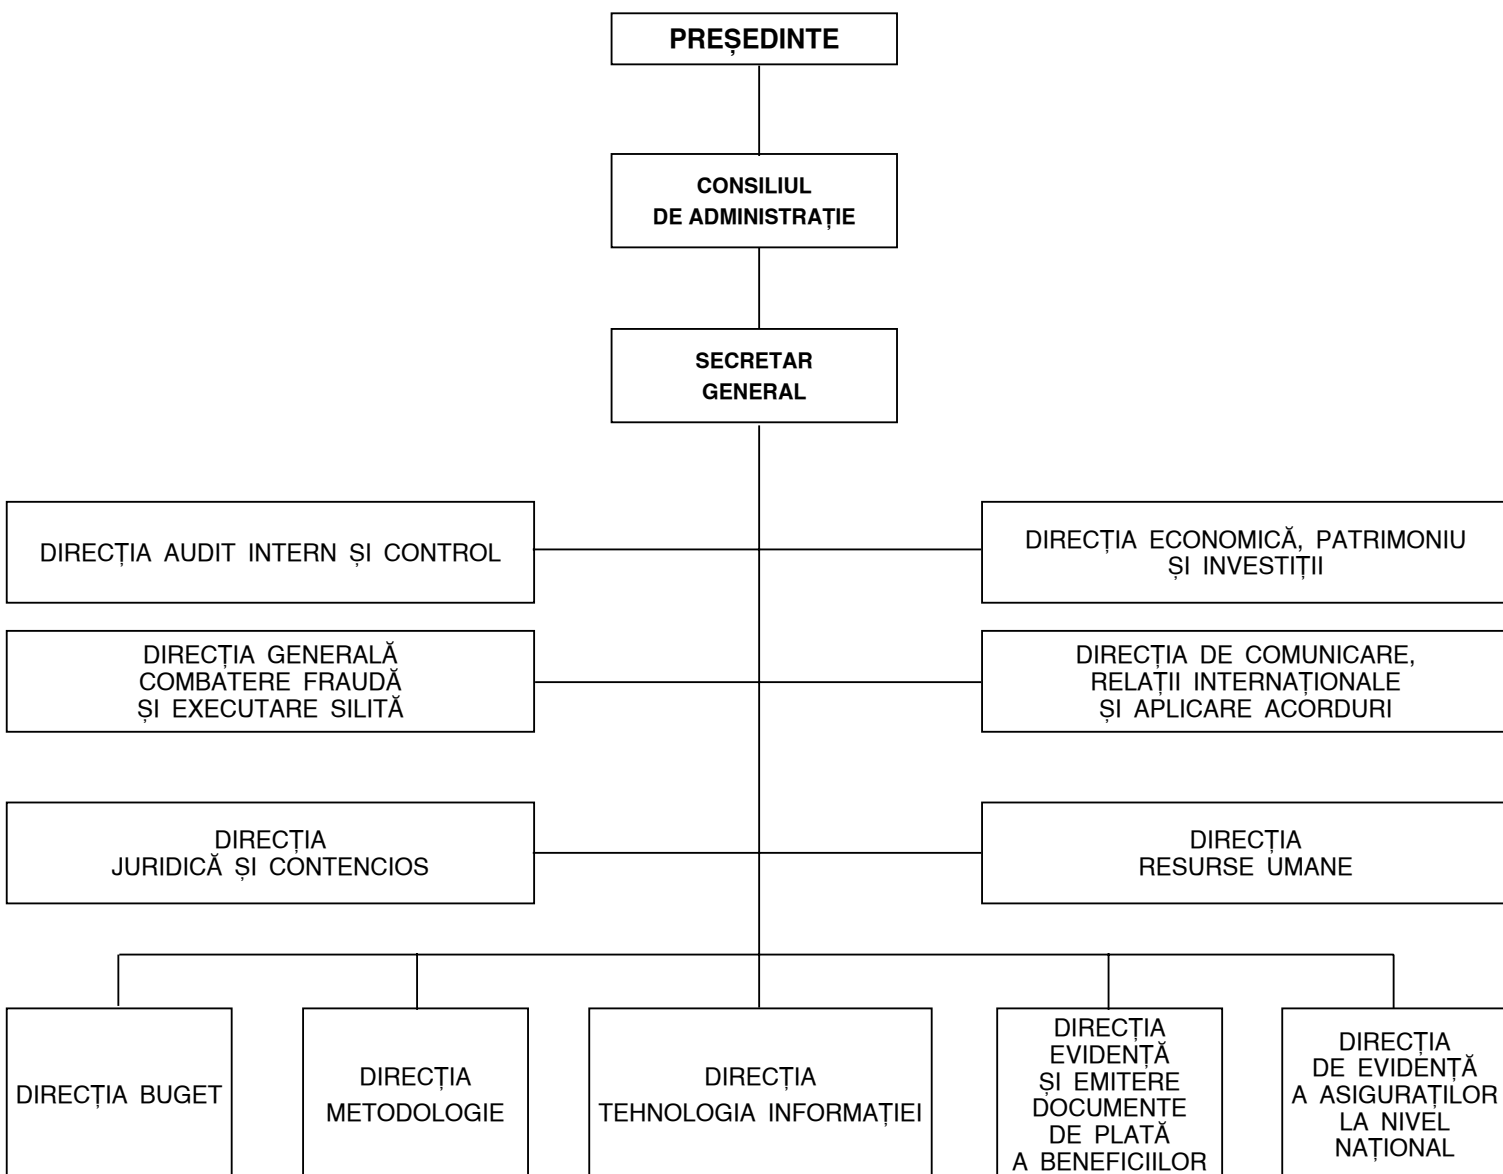 PREȘEDINTE
CONSILIUL
DE ADMINISTRAȚIE
SECRETAR
GENERAL
DIRECȚIA AUDIT INTERN ȘI CONTROL
DIRECȚIA ECONOMICĂ, PATRIMONIU
ȘI INVESTIȚII
DIRECȚIA GENERALĂ
COMBATERE FRAUDĂ
ȘI EXECUTARE SILITĂ
DIRECȚIA DE COMUNICARE,
RELAȚII INTERNAȚIONALE
ȘI APLICARE ACORDURI
DIRECȚIA
JURIDICĂ ȘI CONTENCIOS
DIRECȚIA
RESURSE UMANE
DIRECȚIA BUGET
DIRECȚIA
METODOLOGIE
DIRECȚIA
TEHNOLOGIA INFORMAȚIEI
DIRECȚIA
EVIDENȚĂ
ȘI EMITERE
DOCUMENTE
DE PLATĂ
A BENEFICIILOR
DIRECȚIA
DE EVIDENȚĂ
A ASIGURAȚILOR
LA NIVEL
NAȚIONAL